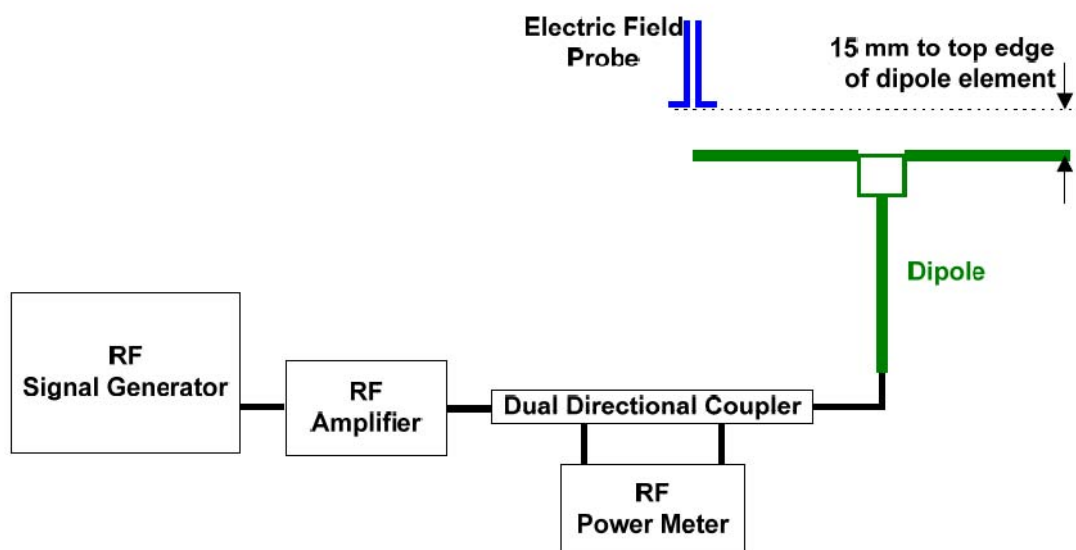 Electric Field
Probe
15 mm to top edge
of dipole element
Dipole
RF
Signal Generator
RF
Amplifier
Dual Directional Coupler
RF
Power Meter